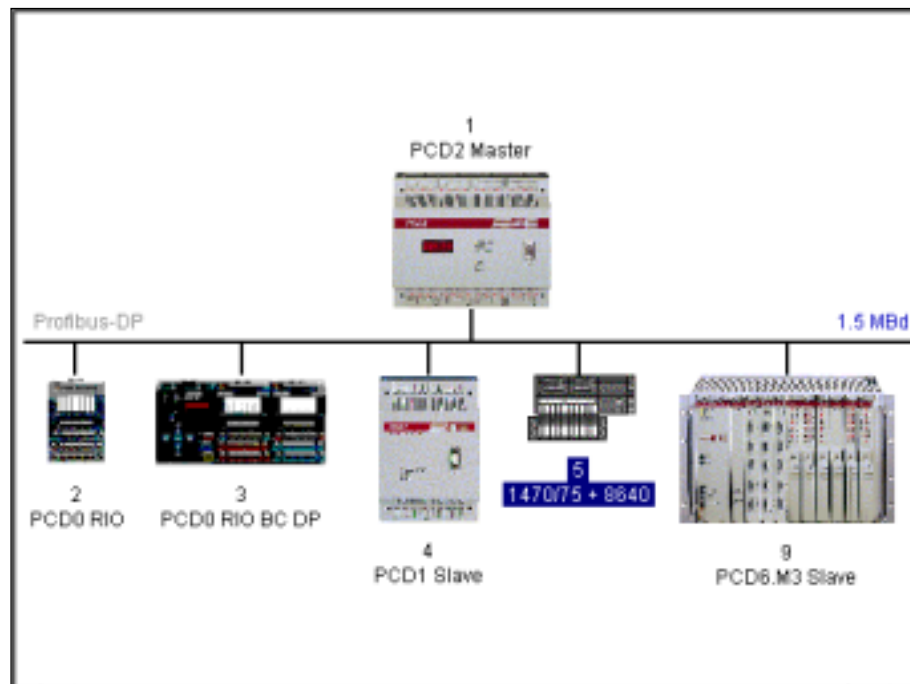 1
PCD2 Master
Profibus-DP
1.5 MBd
2
PCD0 RIO
3
PCD0 RIO BC DP
4
PCD1 Slave
5
1470/75 + 8640
9
PCD6.M3 Slave